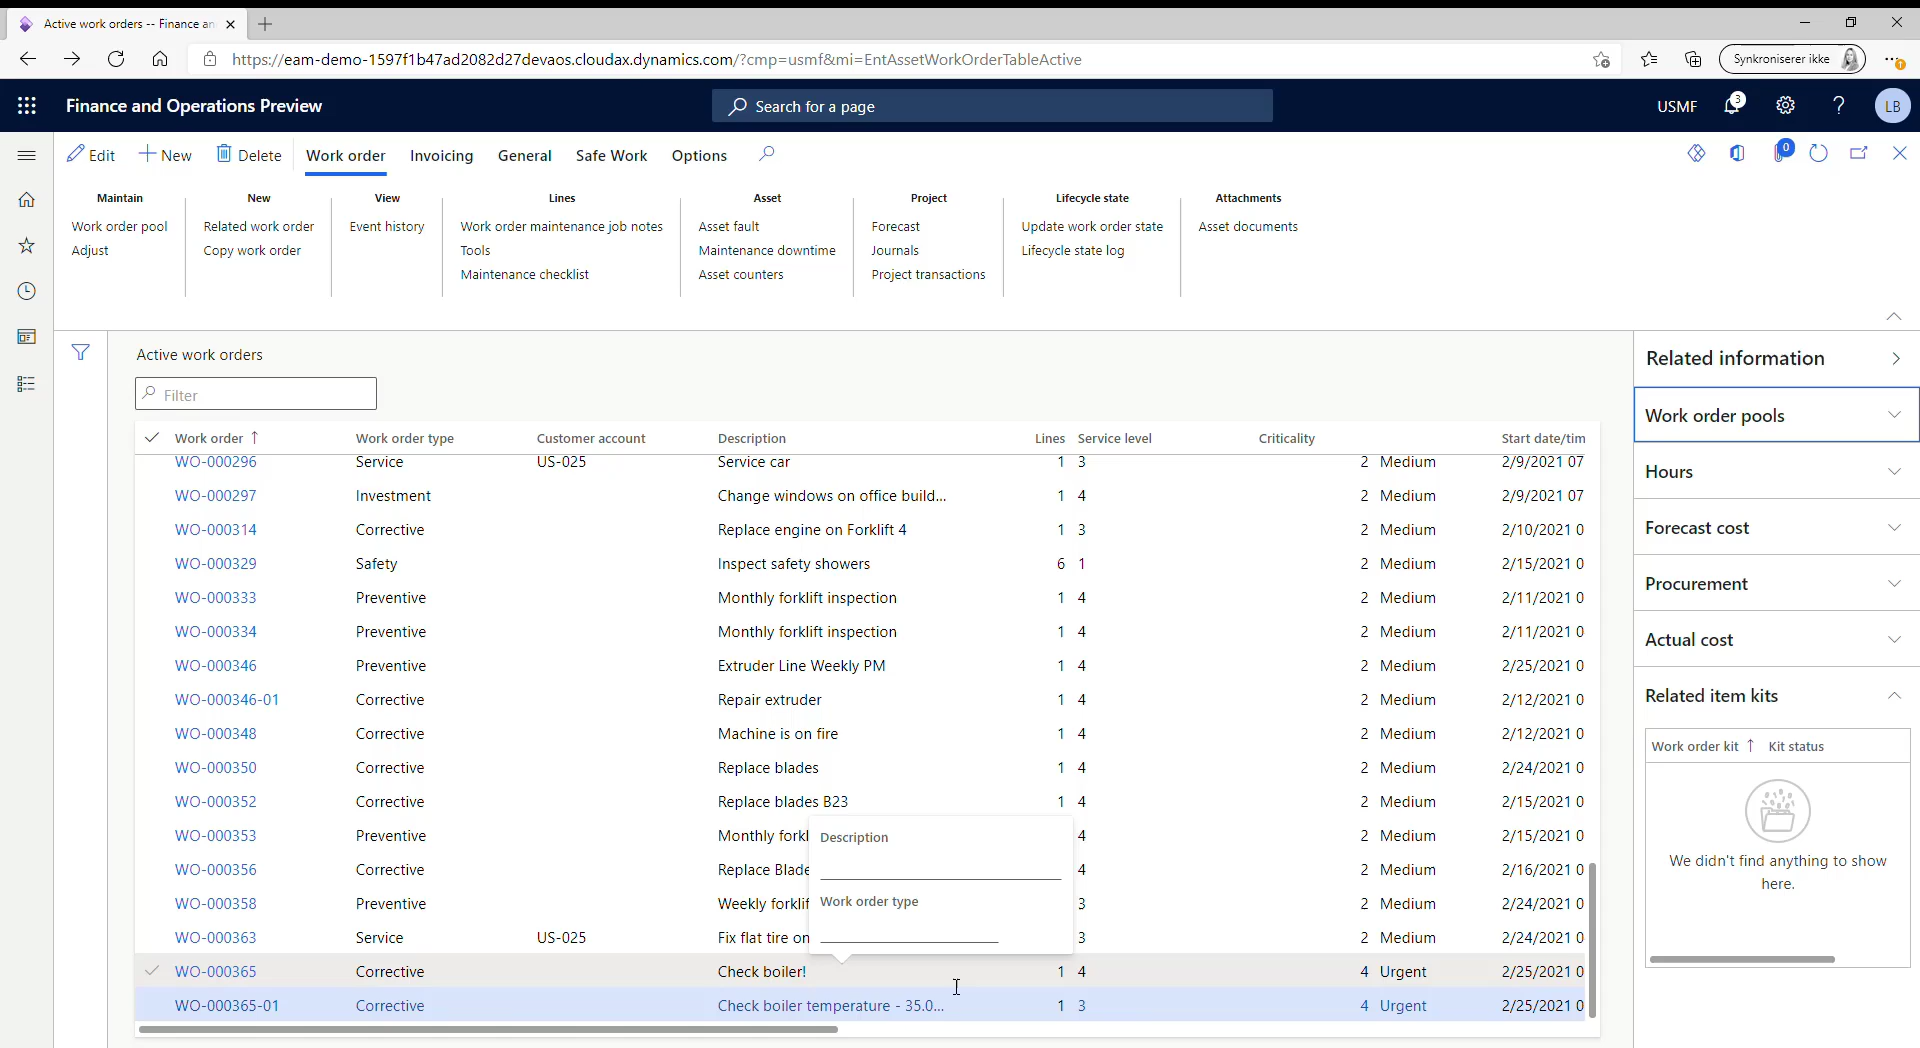 Active work orders -- Finance an
https://eam-demo-1597f1b47ad2082d27devaos.cloudax.dynamics.com/?cmp=usmf&mi=EntAssetWorkOrderTableActive
Synkroniserer ikke
Finance and Operations Preview
Search for a page
USMF
3
?
LB
Edit
New
Delete
Work order
Invoicing
General
Safe Work
Options
0
Maintain
Work order pool
Adjust
New
Related work order
Copy work order
View
Event history
Lines
Work order maintenance job notes
Tools
Maintenance checklist
Asset
Asset fault
Maintenance downtime
Asset counters
Project
Forecast
Journals
Project transactions
Lifecycle state
Update work order state
Lifecycle state log
Attachments
Asset documents
Active work orders
Filter
Work order ↑ Work order type Customer account Description Lines Service level Criticality Start date/tim
WO-000296 Service US-025 Service car 1 3 2 Medium 2/9/2021 07
WO-000297 Investment Change windows on office build... 1 4 2 Medium 2/9/2021 07
WO-000314 Corrective Replace engine on Forklift 4 1 3 2 Medium 2/10/2021 0
WO-000329 Safety Inspect safety showers 6 1 2 Medium 2/15/2021 0
WO-000333 Preventive Monthly forklift inspection 1 4 2 Medium 2/11/2021 0
WO-000334 Preventive Monthly forklift inspection 1 4 2 Medium 2/11/2021 0
WO-000346 Preventive Extruder Line Weekly PM 1 4 2 Medium 2/25/2021 0
WO-000346-01 Corrective Repair extruder 1 4 2 Medium 2/12/2021 0
WO-000348 Corrective Machine is on fire 1 4 2 Medium 2/12/2021 0
WO-000350 Corrective Replace blades 1 4 2 Medium 2/24/2021 0
WO-000352 Corrective Replace blades B23 1 4 2 Medium 2/15/2021 0
WO-000353 Preventive Monthly forkl 4 2 Medium 2/15/2021 0
WO-000356 Corrective Replace Blade 4 2 Medium 2/16/2021 0
WO-000358 Preventive Weekly forklif 3 2 Medium 2/24/2021 0
WO-000363 Service US-025 Fix flat tire on 3 2 Medium 2/24/2021 0
WO-000365 Corrective Check boiler! 1 4 4 Urgent 2/25/2021 0
WO-000365-01 Corrective Check boiler temperature - 35.0... 1 3 4 Urgent 2/25/2021 0
Description
Work order type
Related information
Work order pools
Hours
Forecast cost
Procurement
Actual cost
Related item kits
Work order kit ↑ Kit status
We didn't find anything to show
here.